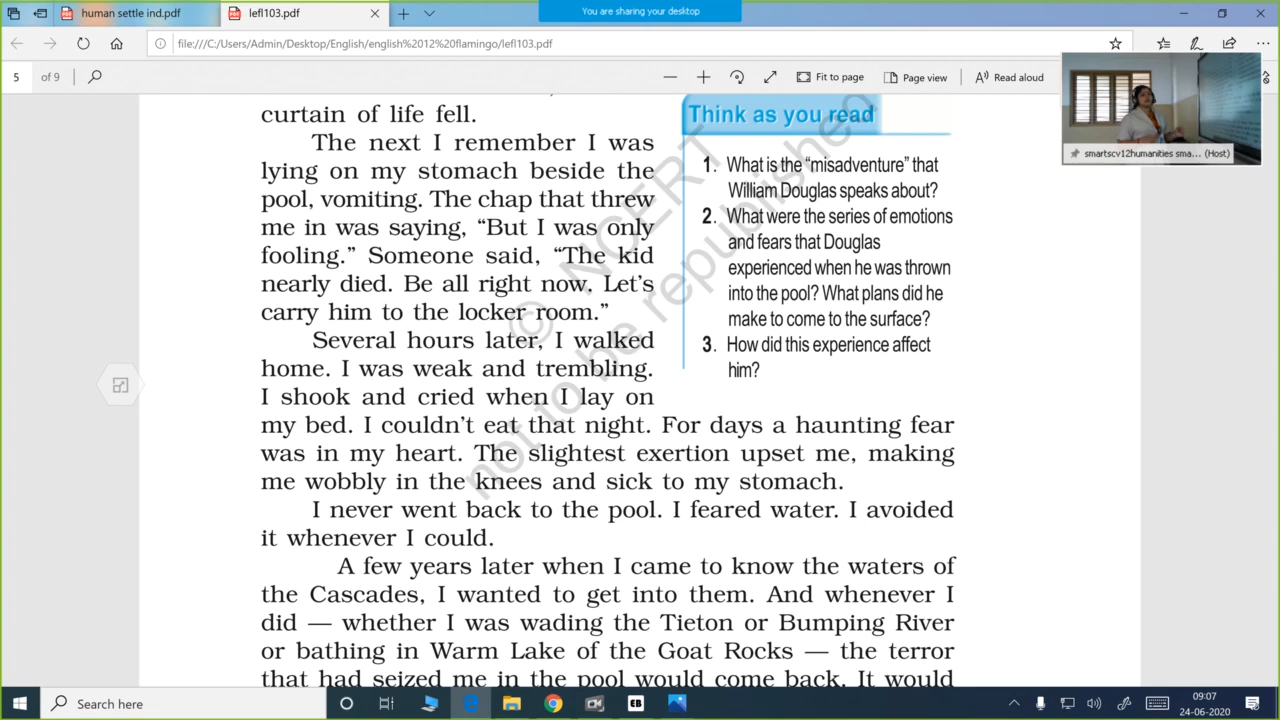 human settle ind.pdf
lefl103.pdf
You are sharing your desktop
file:///C:/Users/Admin/Desktop/English/english%2012%20flamingo/lefl103.pdf
5 of 9
Fit to page
Page view
Read aloud
smartscv12humanities sma... (Host)
curtain of life fell.
The next I remember I was
lying on my stomach beside the
pool, vomiting. The chap that threw
me in was saying, “But I was only
fooling.” Someone said, “The kid
nearly died. Be all right now. Let’s
carry him to the locker room.”
Several hours later, I walked
home. I was weak and trembling.
I shook and cried when I lay on
my bed. I couldn’t eat that night. For days a haunting fear
was in my heart. The slightest exertion upset me, making
me wobbly in the knees and sick to my stomach.
I never went back to the pool. I feared water. I avoided
it whenever I could.
A few years later when I came to know the waters of
the Cascades, I wanted to get into them. And whenever I
did — whether I was wading the Tieton or Bumping River
or bathing in Warm Lake of the Goat Rocks — the terror
that had seized me in the pool would come back. It would
Think as you read
1. What is the “misadventure” that
William Douglas speaks about?
2. What were the series of emotions
and fears that Douglas
experienced when he was thrown
into the pool? What plans did he
make to come to the surface?
3. How did this experience affect
him?
© NCERT
not to be republished
Search here
EB
09:07
24-06-2020